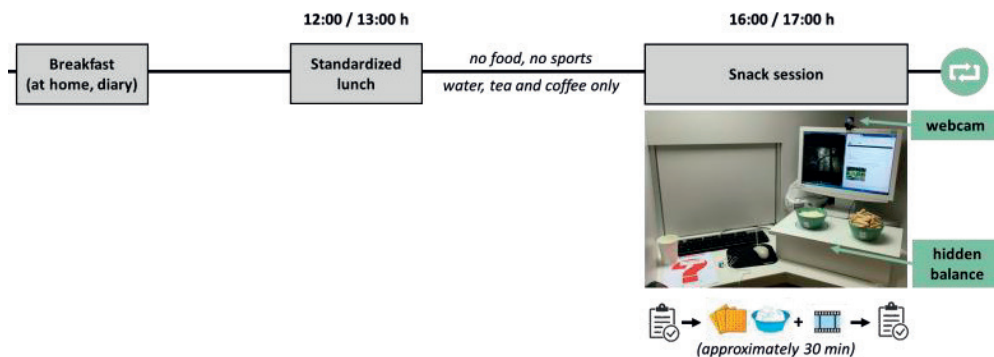 12:00 / 13:00 h
16:00 / 17:00 h
Breakfast
(at home, diary)
Standardized
lunch
no food, no sports
water, tea and coffee only
Snack session
webcam
hidden
balance
(approximately 30 min)